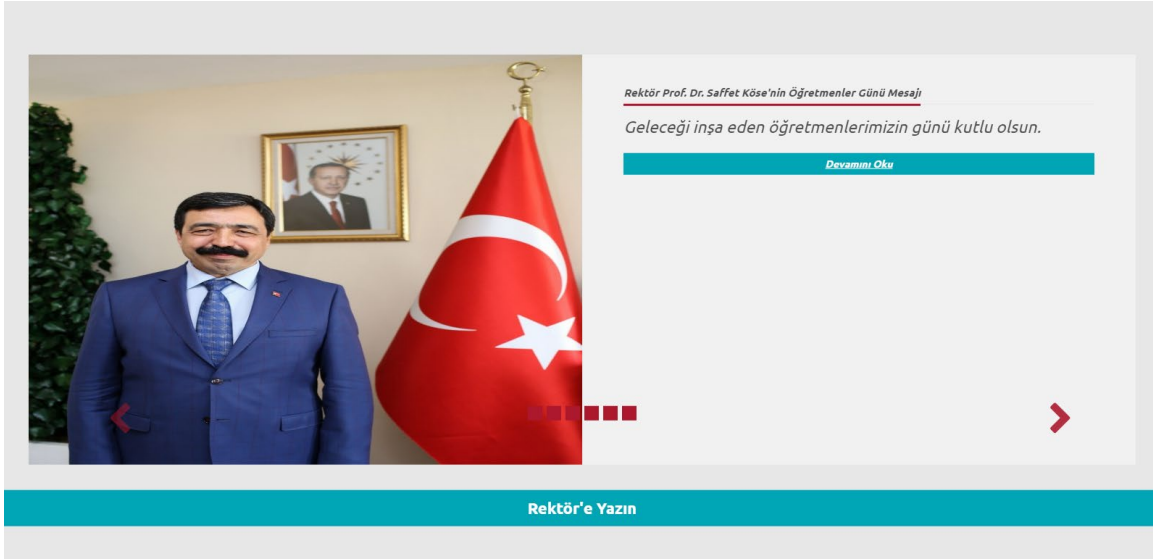 Rektör Prof. Dr. Saffet Köse'nin Öğretmenler Günü Mesajı
Geleceği inşa eden öğretmenlerimizin günü kutlu olsun.
Devamını Oku
Rektör'e Yazın